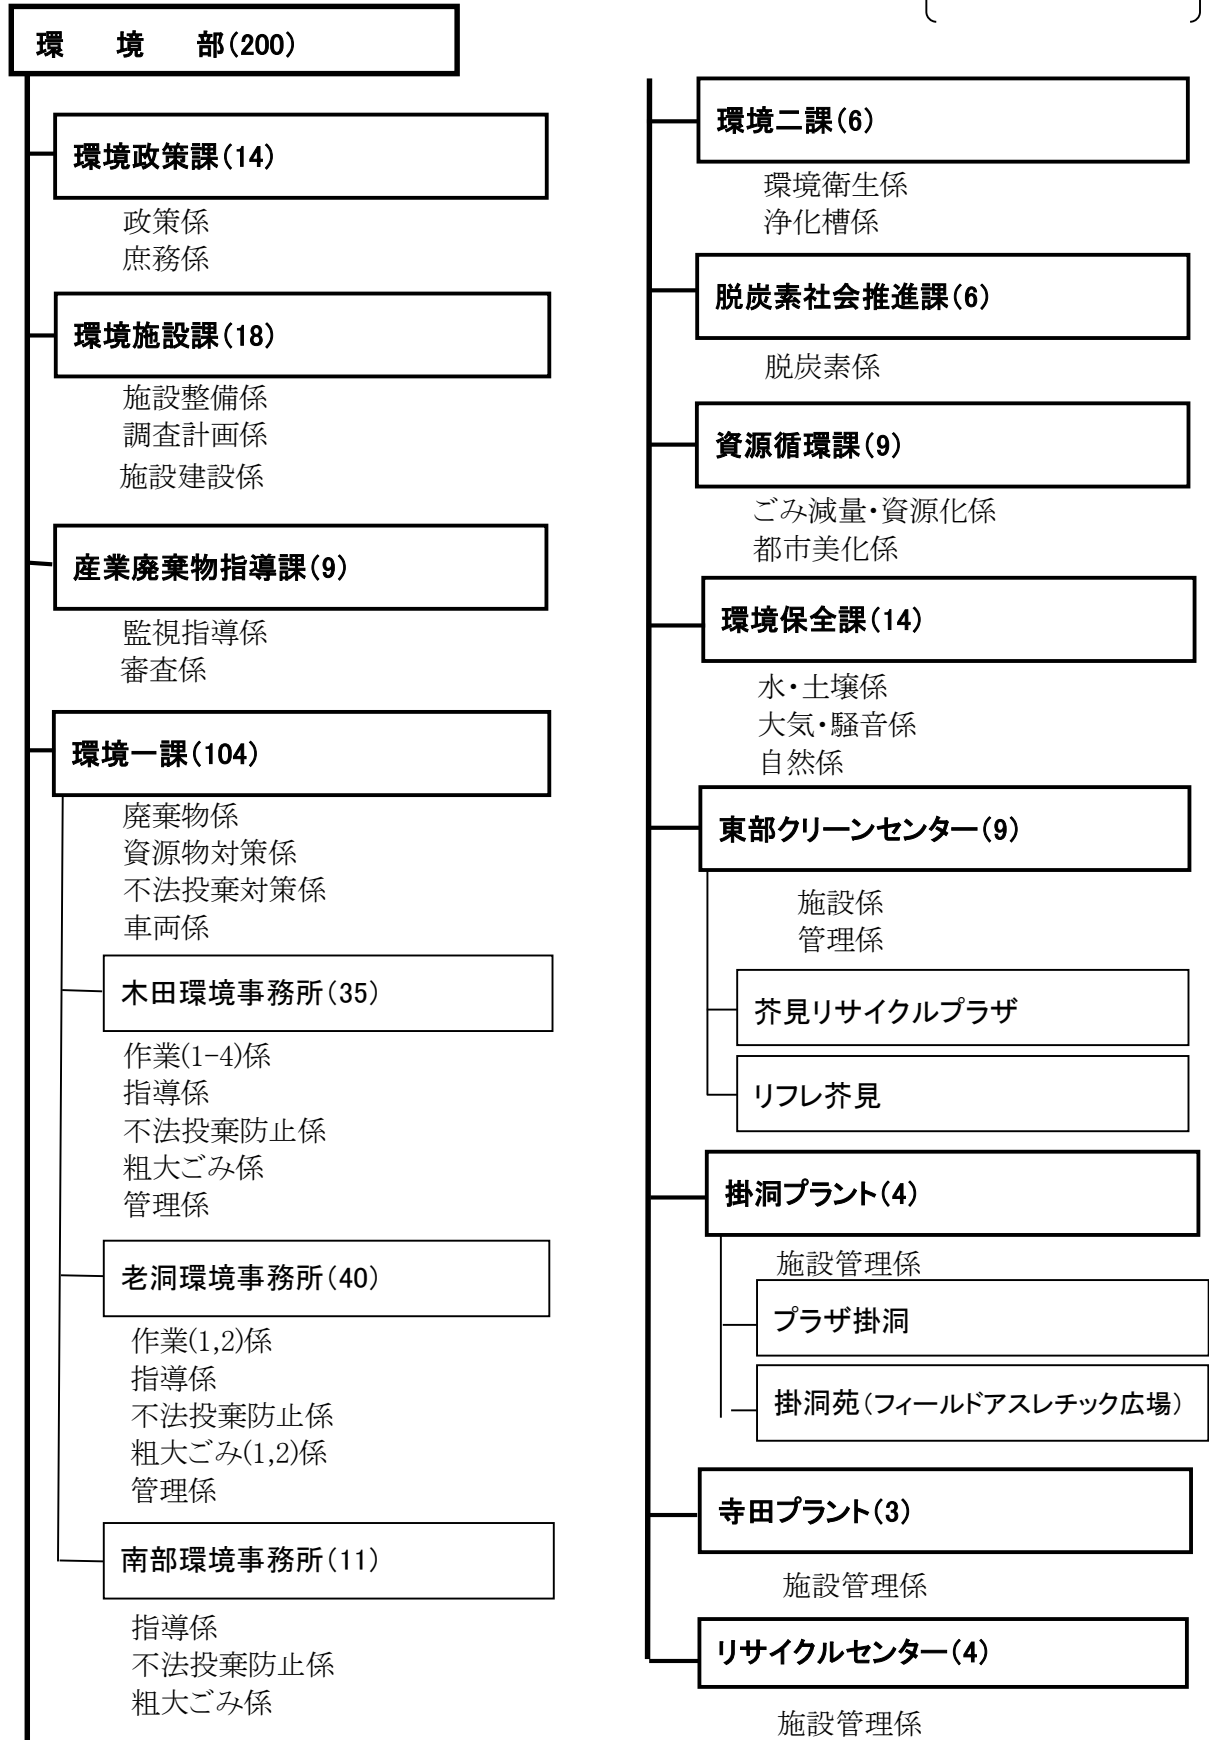 環　境　部(200)
環境政策課(14)
政策係
庶務係
環境施設課(18)
施設整備係
調査計画係
施設建設係
産業廃棄物指導課(9)
監視指導係
審査係
環境一課(104)
廃棄物係
資源物対策係
不法投棄対策係
車両係
木田環境事務所(35)
作業(1-4)係
指導係
不法投棄防止係
粗大ごみ係
管理係
老洞環境事務所(40)
作業(1,2)係
指導係
不法投棄防止係
粗大ごみ(1,2)係
管理係
南部環境事務所(11)
指導係
不法投棄防止係
粗大ごみ係
環境二課(6)
環境衛生係
浄化槽係
脱炭素社会推進課(6)
脱炭素係
資源循環課(9)
ごみ減量・資源化係
都市美化係
環境保全課(14)
水・土壌係
大気・騒音係
自然係
東部クリーンセンター(9)
施設係
管理係
芥見リサイクルプラザ
リフレ芥見
掛洞プラント(4)
施設管理係
プラザ掛洞
掛洞苑(フィールドアスレチック広場)
寺田プラント(3)
施設管理係
リサイクルセンター(4)
施設管理係